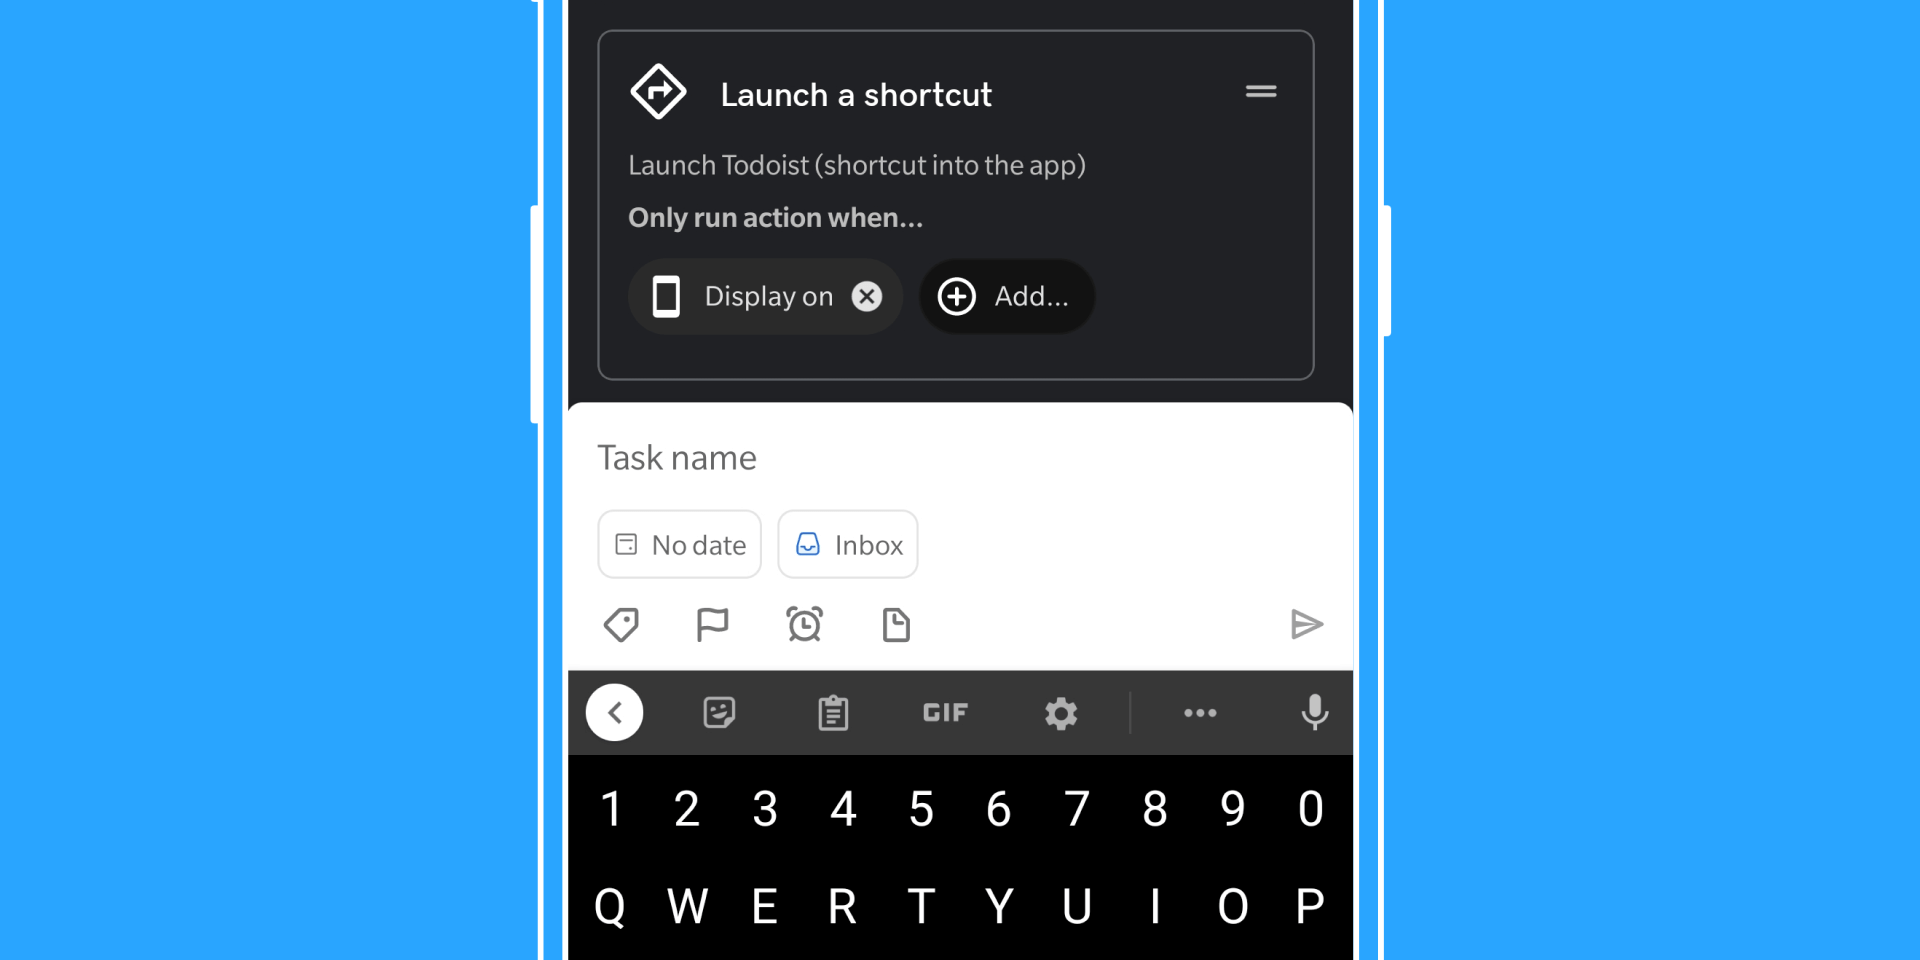 Launch a shortcut
Launch Todoist (shortcut into the app)
Only run action when...
Display on
Add...
Task name
No date
Inbox
GIF
1 2 3 4 5 6 7 8 9 0
Q W E R T Y U I O P